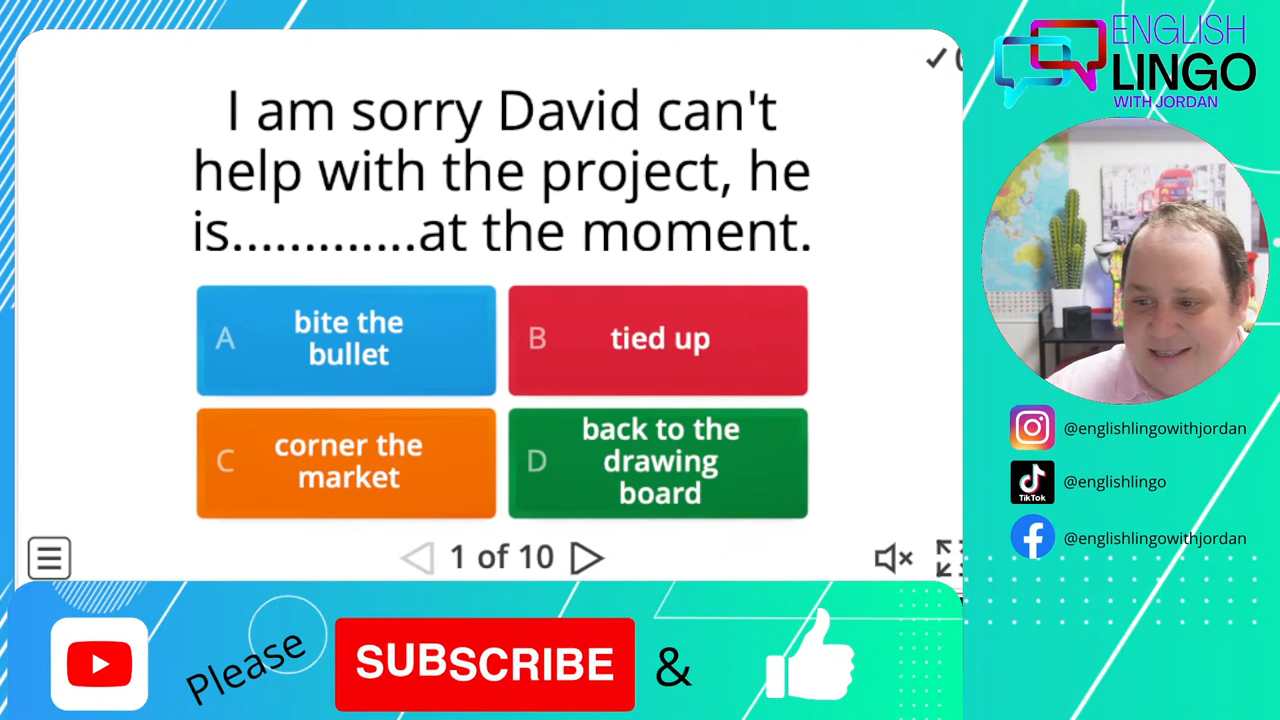 I am sorry David can't
help with the project, he
is.............at the moment.
A
bite the
bullet
B
tied up
C
corner the
market
D
back to the
drawing
board
1 of 10
Please
SUBSCRIBE
&
ENGLISH
LINGO
WITH JORDAN
@englishlingowithjordan
TikTok
@englishlingo
@englishlingowithjordan